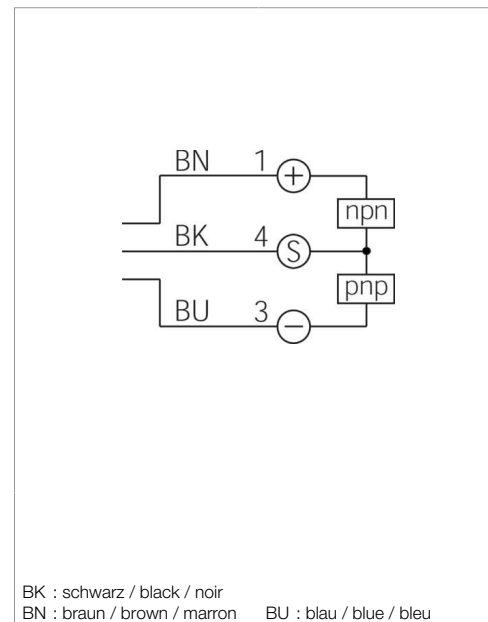 BN 1 +
npn
BK 4 S
pnp
BU 3 −
BK : schwarz / black / noir
BN : braun / brown / marron BU : blau / blue / bleu